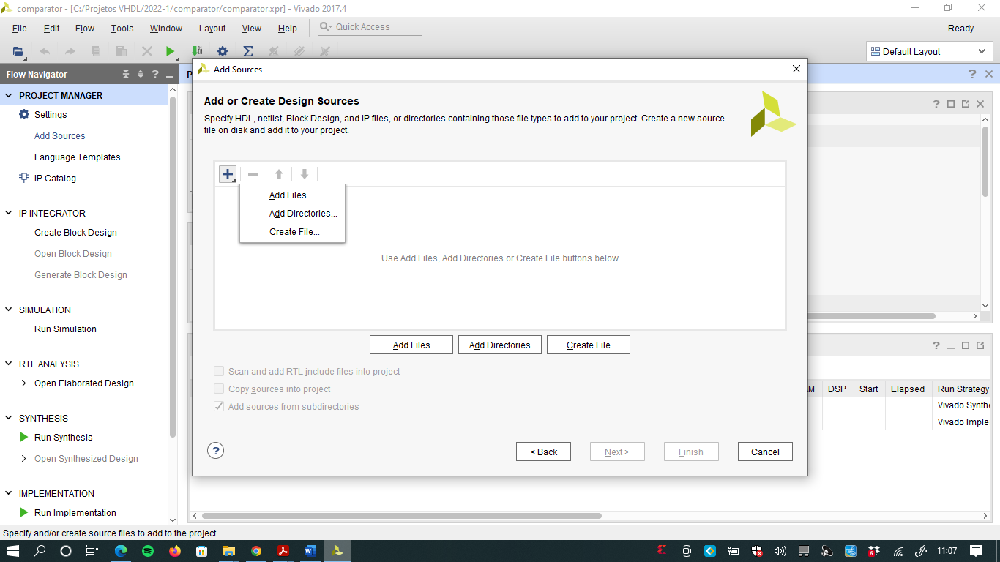 comparator - [C:/Projetos VHDL/2022-1/comparator/comparator.xpr] - Vivado 2017.4
File Edit Flow Tools Window Layout View Help Quick Access Ready
Default Layout
Flow Navigator
PROJECT MANAGER
Settings
Add Sources
Language Templates
IP Catalog
IP INTEGRATOR
Create Block Design
Open Block Design
Generate Block Design
SIMULATION
Run Simulation
RTL ANALYSIS
Open Elaborated Design
SYNTHESIS
Run Synthesis
Open Synthesized Design
IMPLEMENTATION
Run Implementation
Add Sources
Add or Create Design Sources
Specify HDL, netlist, Block Design, and IP files, or directories containing those file types to add to your project. Create a new source
file on disk and add it to your project.
Add Files...
Add Directories...
Create File...
Use Add Files, Add Directories or Create File buttons below
Add Files Add Directories Create File
Scan and add RTL include files into project
Copy sources into project
Add sources from subdirectories
? < Back Next > Finish Cancel
DSP Start Elapsed Run Strategy
Vivado Synthe
Vivado Impler
Specify and/or create source files to add to the project
11:07